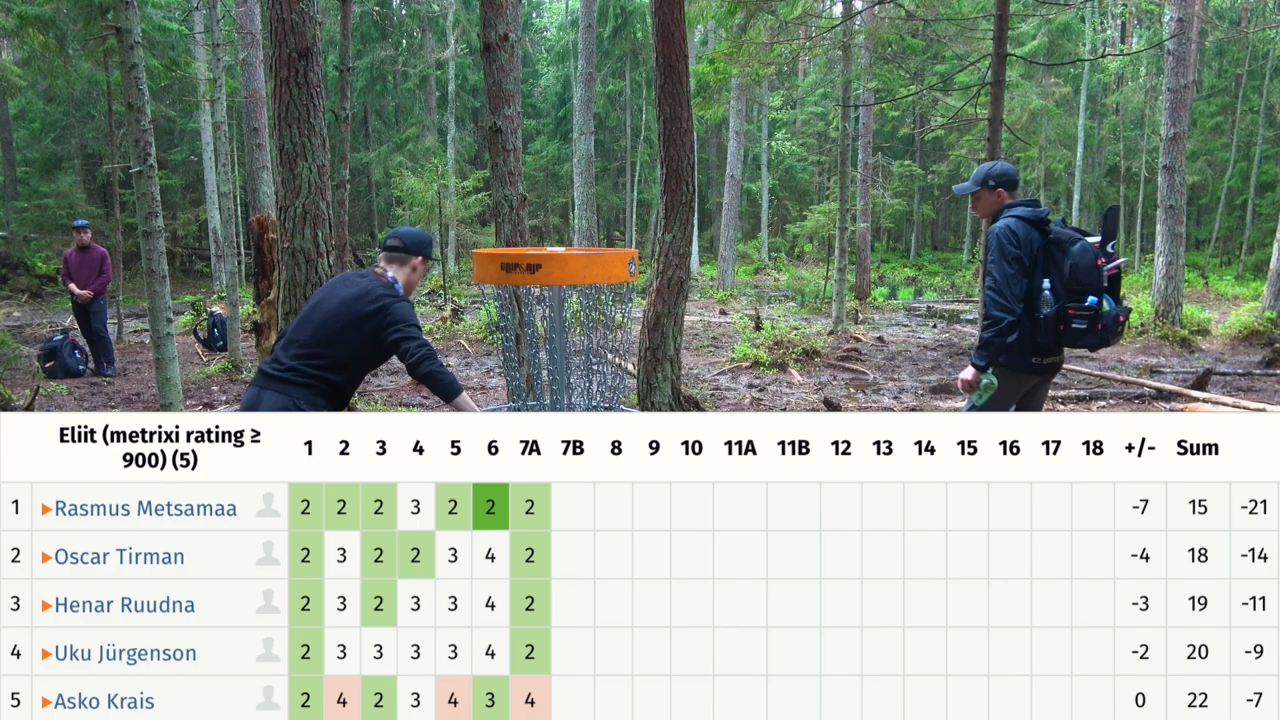 GRIP&RIP
Eliit (metrixi rating ≥ 900) (5) 1 2 3 4 5 6 7A 7B 8 9 10 11A 11B 12 13 14 15 16 17 18 +/- Sum
1 Rasmus Metsamaa 2 2 2 3 2 2 2 -7 15 -21
2 Oscar Tirman 2 3 2 2 3 4 2 -4 18 -14
3 Henar Ruudna 2 3 2 3 3 4 2 -3 19 -11
4 Uku Jürgenson 2 3 3 3 3 4 2 -2 20 -9
5 Asko Krais 2 4 2 3 4 3 4 0 22 -7